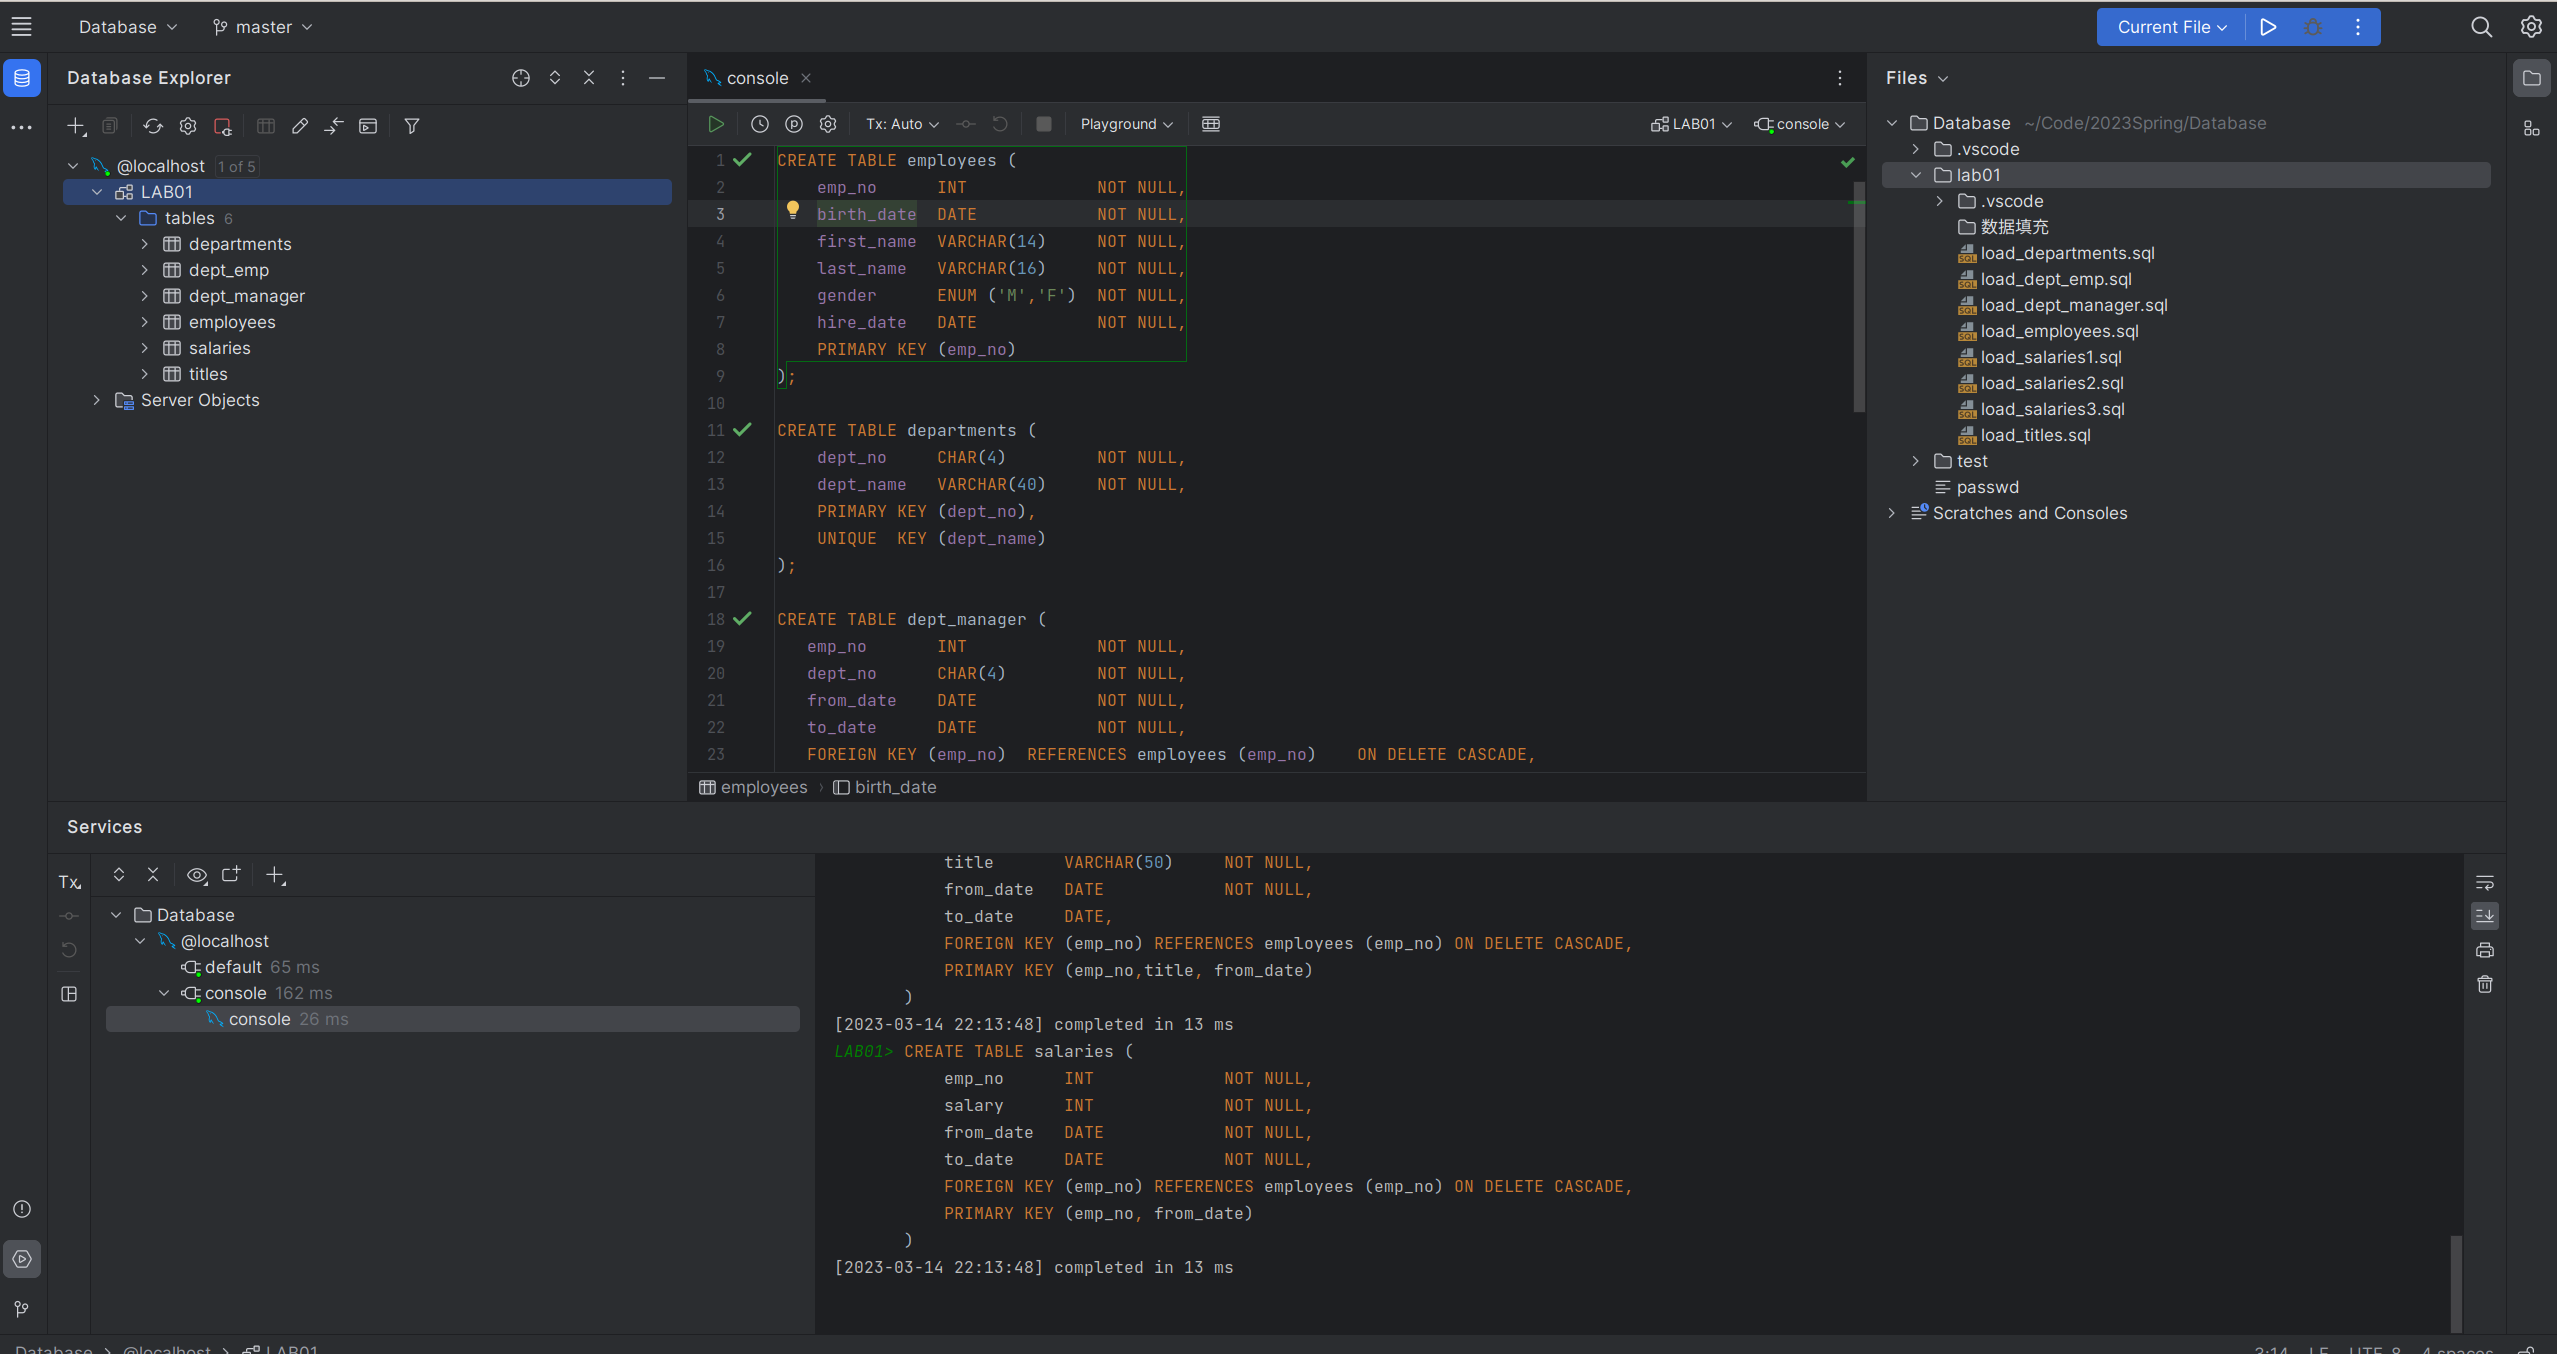 Database
master
Current File
Database Explorer
@localhost 1 of 5
LAB01
tables 6
departments
dept_emp
dept_manager
employees
salaries
titles
Server Objects
console
Tx: Auto
Playground
LAB01
console
1 CREATE TABLE employees (
2 emp_no INT NOT NULL,
3 birth_date DATE NOT NULL,
4 first_name VARCHAR(14) NOT NULL,
5 last_name VARCHAR(16) NOT NULL,
6 gender ENUM ('M','F') NOT NULL,
7 hire_date DATE NOT NULL,
8 PRIMARY KEY (emp_no)
9 );
10
11 CREATE TABLE departments (
12 dept_no CHAR(4) NOT NULL,
13 dept_name VARCHAR(40) NOT NULL,
14 PRIMARY KEY (dept_no),
15 UNIQUE KEY (dept_name)
16 );
17
18 CREATE TABLE dept_manager (
19 emp_no INT NOT NULL,
20 dept_no CHAR(4) NOT NULL,
21 from_date DATE NOT NULL,
22 to_date DATE NOT NULL,
23 FOREIGN KEY (emp_no) REFERENCES employees (emp_no) ON DELETE CASCADE,
employees › birth_date
Files
Database ~/Code/2023Spring/Database
.vscode
lab01
.vscode
数据填充
load_departments.sql
load_dept_emp.sql
load_dept_manager.sql
load_employees.sql
load_salaries1.sql
load_salaries2.sql
load_salaries3.sql
load_titles.sql
test
passwd
Scratches and Consoles
Services
Tx
Database
@localhost
default 65 ms
console 162 ms
console 26 ms
title VARCHAR(50) NOT NULL,
from_date DATE NOT NULL,
to_date DATE,
FOREIGN KEY (emp_no) REFERENCES employees (emp_no) ON DELETE CASCADE,
PRIMARY KEY (emp_no,title, from_date)
)
[2023-03-14 22:13:48] completed in 13 ms
LAB01> CREATE TABLE salaries (
emp_no INT NOT NULL,
salary INT NOT NULL,
from_date DATE NOT NULL,
to_date DATE NOT NULL,
FOREIGN KEY (emp_no) REFERENCES employees (emp_no) ON DELETE CASCADE,
PRIMARY KEY (emp_no, from_date)
)
[2023-03-14 22:13:48] completed in 13 ms
Database > @localhost > LAB01
3:14 LF UTF-8 4 spaces